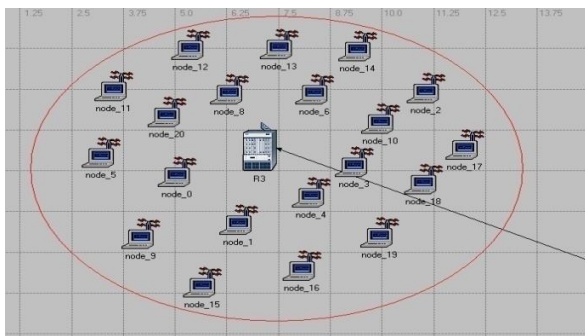 1.25 2.5 3.75 5.0 6.25 7.5 8.75 10.0 11.25 12.5 13.75
node_12
node_13
node_14
node_11
node_8
node_6
node_2
node_20
node_10
node_5
node_17
node_0
R3
node_3
node_18
node_4
node_1
node_9
node_19
node_16
node_15